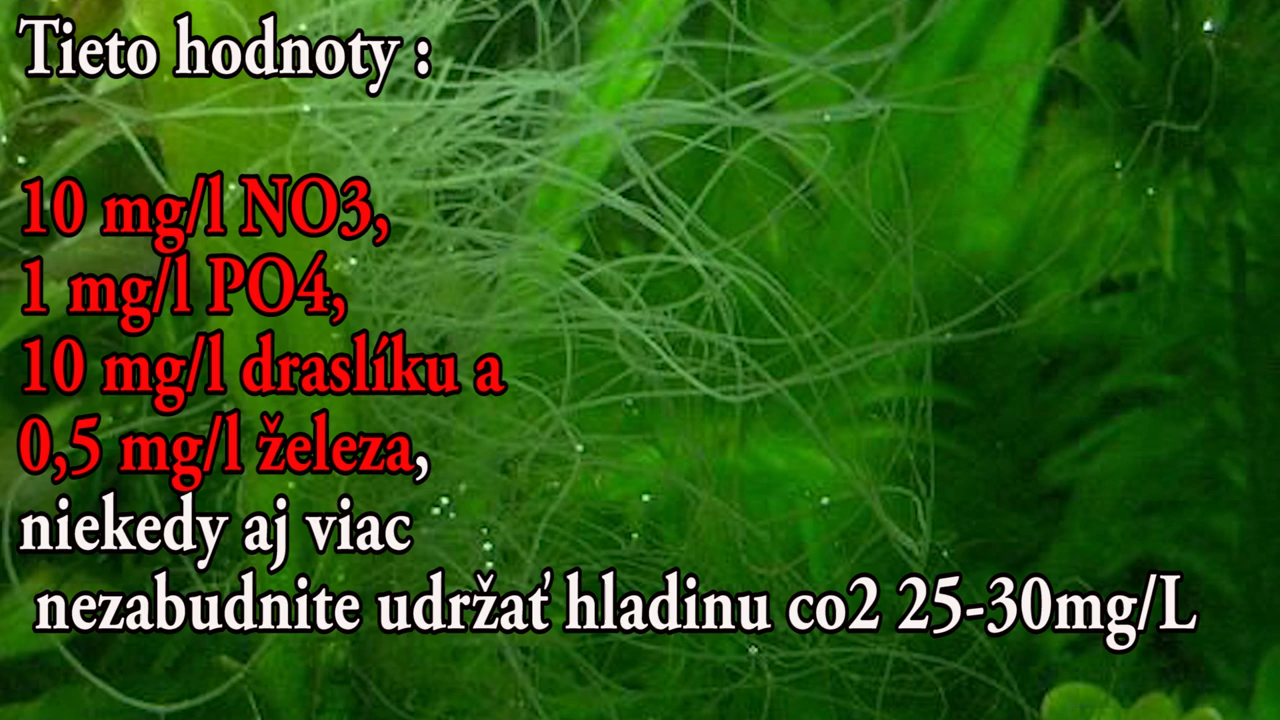 Tieto hodnoty :
10 mg/l NO3,
1 mg/l PO4,
10 mg/l draslíku a
0,5 mg/l železa,
niekedy aj viac
nezabudnite udržať hladinu co2 25-30mg/L